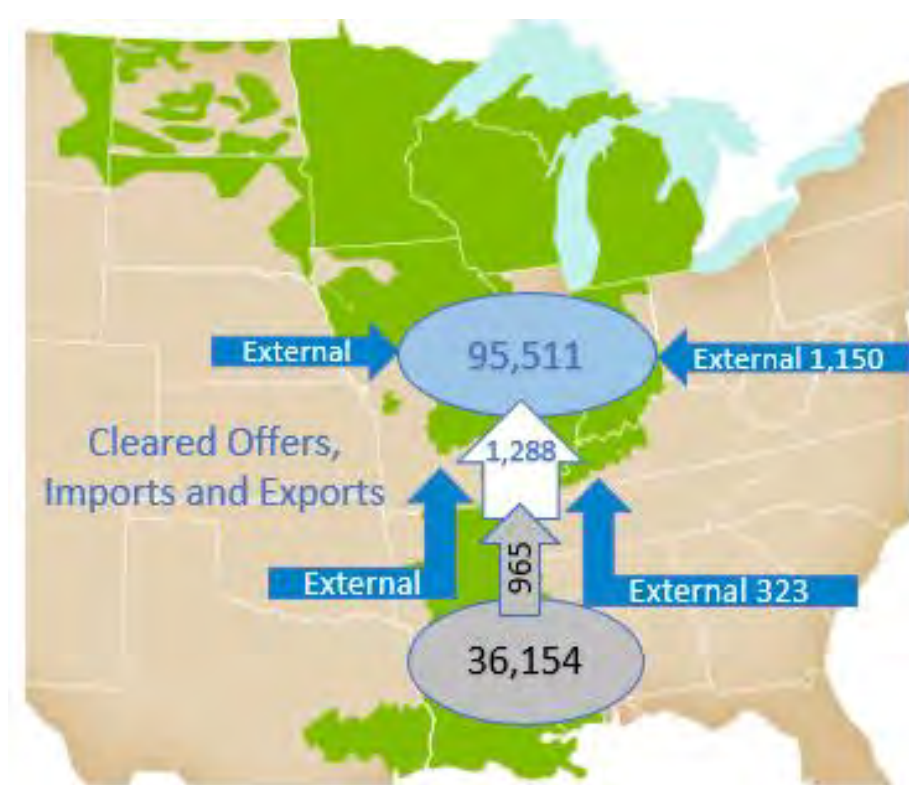 95,511
External
External 1,150
Cleared Offers,
Imports and Exports
1,288
965
External
External 323
36,154